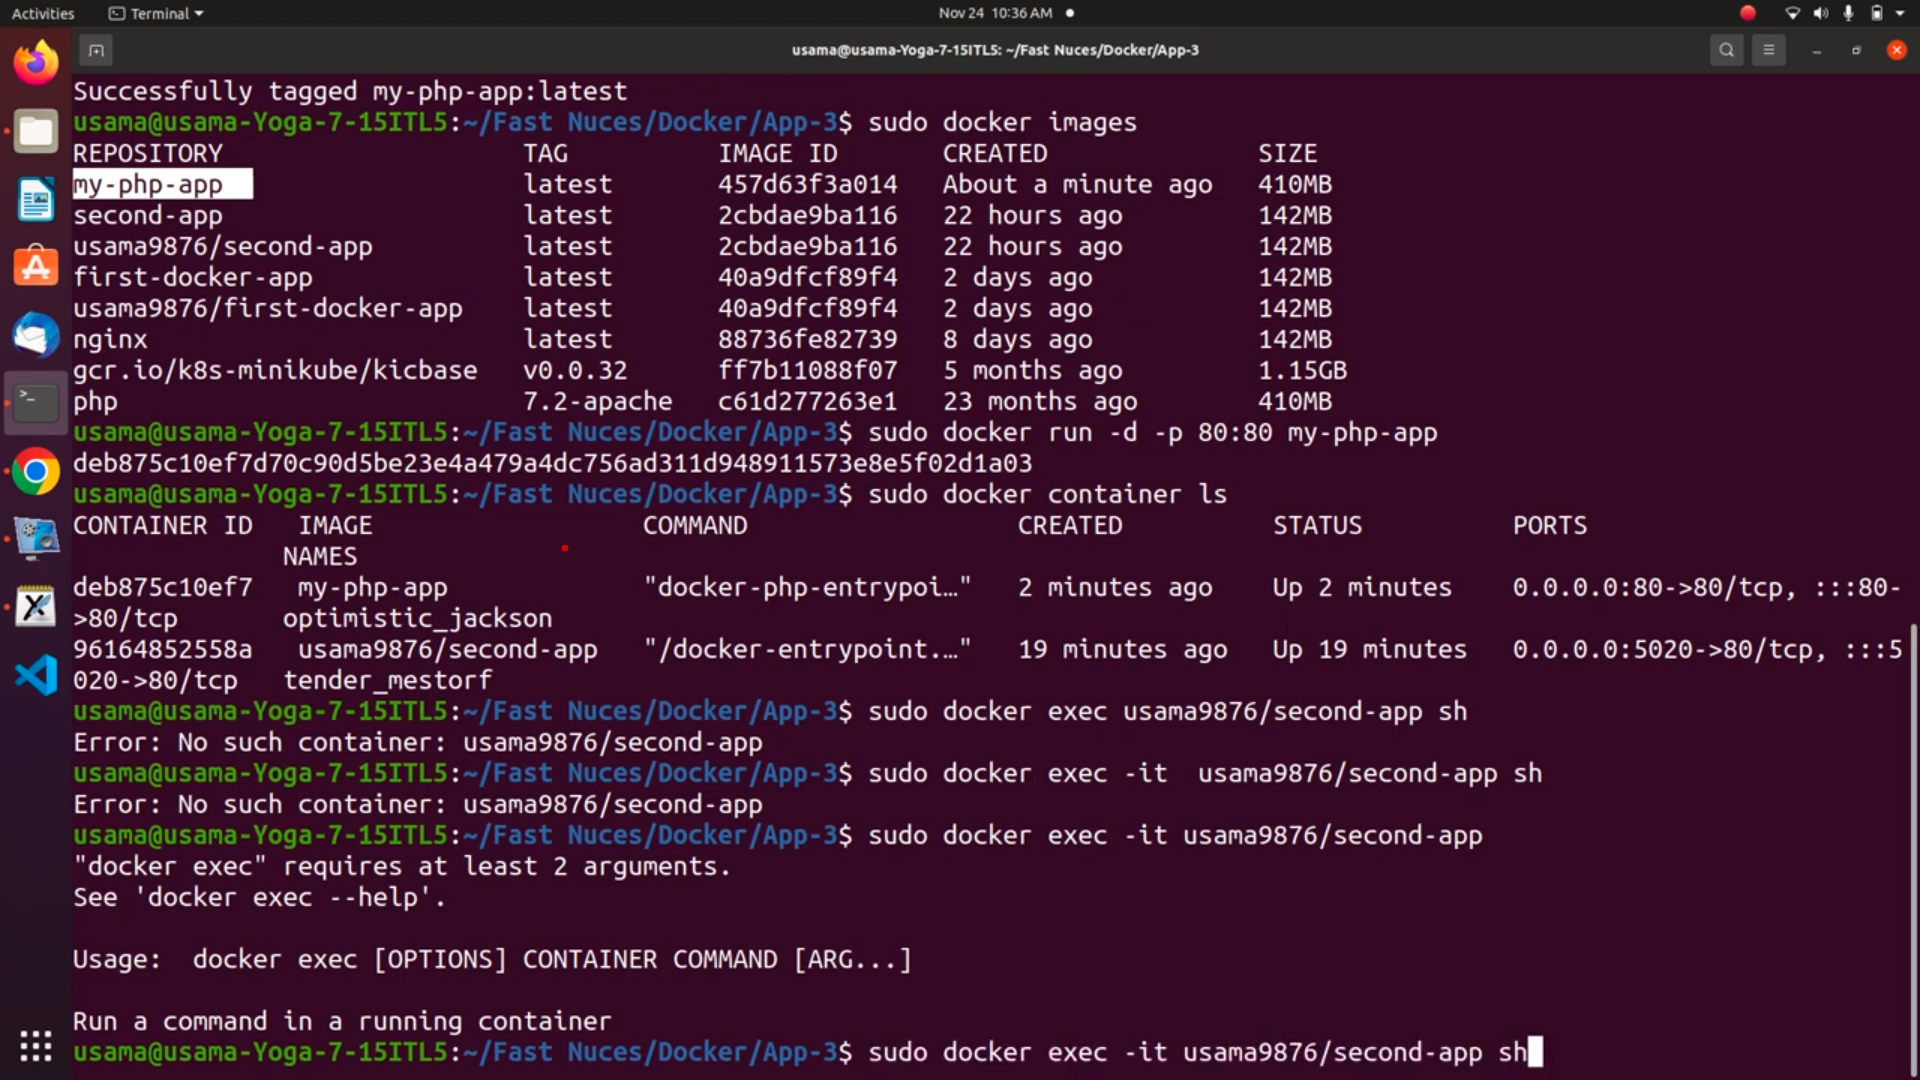 Activities Terminal Nov 24 10:36 AM
usama@usama-Yoga-7-15ITL5: ~/Fast Nuces/Docker/App-3
Successfully tagged my-php-app:latest
usama@usama-Yoga-7-15ITL5:~/Fast Nuces/Docker/App-3$ sudo docker images
REPOSITORY TAG IMAGE ID CREATED SIZE
my-php-app latest 457d63f3a014 About a minute ago 410MB
second-app latest 2cbdae9ba116 22 hours ago 142MB
usama9876/second-app latest 2cbdae9ba116 22 hours ago 142MB
first-docker-app latest 40a9dfcf89f4 2 days ago 142MB
usama9876/first-docker-app latest 40a9dfcf89f4 2 days ago 142MB
nginx latest 88736fe82739 8 days ago 142MB
gcr.io/k8s-minikube/kicbase v0.0.32 ff7b11088f07 5 months ago 1.15GB
php 7.2-apache c61d277263e1 23 months ago 410MB
usama@usama-Yoga-7-15ITL5:~/Fast Nuces/Docker/App-3$ sudo docker run -d -p 80:80 my-php-app
deb875c10ef7d70c90d5be23e4a479a4dc756ad311d948911573e8e5f02d1a03
usama@usama-Yoga-7-15ITL5:~/Fast Nuces/Docker/App-3$ sudo docker container ls
CONTAINER ID IMAGE COMMAND CREATED STATUS PORTS
NAMES
deb875c10ef7 my-php-app "docker-php-entrypoi…" 2 minutes ago Up 2 minutes 0.0.0.0:80->80/tcp, :::80-
>80/tcp optimistic_jackson
96164852558a usama9876/second-app "/docker-entrypoint.…" 19 minutes ago Up 19 minutes 0.0.0.0:5020->80/tcp, :::5
020->80/tcp tender_mestorf
usama@usama-Yoga-7-15ITL5:~/Fast Nuces/Docker/App-3$ sudo docker exec usama9876/second-app sh
Error: No such container: usama9876/second-app
usama@usama-Yoga-7-15ITL5:~/Fast Nuces/Docker/App-3$ sudo docker exec -it  usama9876/second-app sh
Error: No such container: usama9876/second-app
usama@usama-Yoga-7-15ITL5:~/Fast Nuces/Docker/App-3$ sudo docker exec -it usama9876/second-app
"docker exec" requires at least 2 arguments.
See 'docker exec --help'.
Usage:  docker exec [OPTIONS] CONTAINER COMMAND [ARG...]
Run a command in a running container
usama@usama-Yoga-7-15ITL5:~/Fast Nuces/Docker/App-3$ sudo docker exec -it usama9876/second-app sh